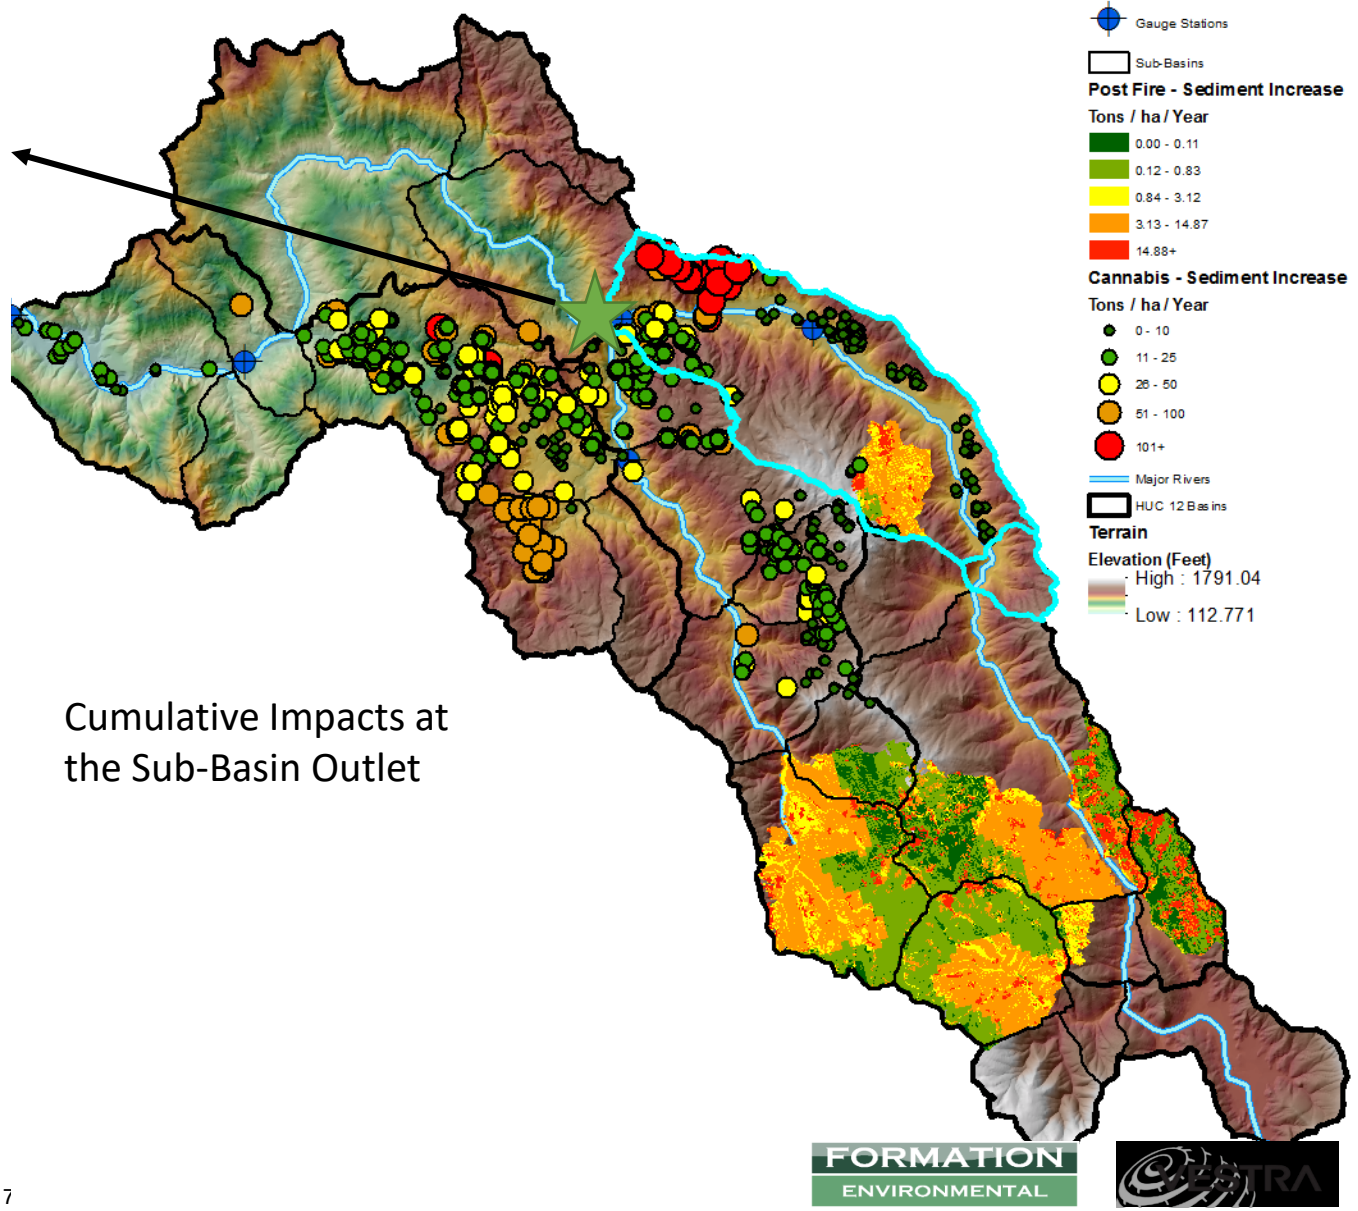 Gauge Stations
Sub-Basins
Post Fire - Sediment Increase
Tons / ha / Year
0.00 - 0.11
0.12 - 0.83
0.84 - 3.12
3.13 - 14.87
14.88+
Cannabis - Sediment Increase
Tons / ha / Year
0 - 10
11 - 25
26 - 50
51 - 100
101+
Major Rivers
HUC 12 Basins
Terrain
Elevation (Feet)
High : 1791.04
Low : 112.771
Cumulative Impacts at
the Sub-Basin Outlet
FORMATION
ENVIRONMENTAL
VESTRA
7